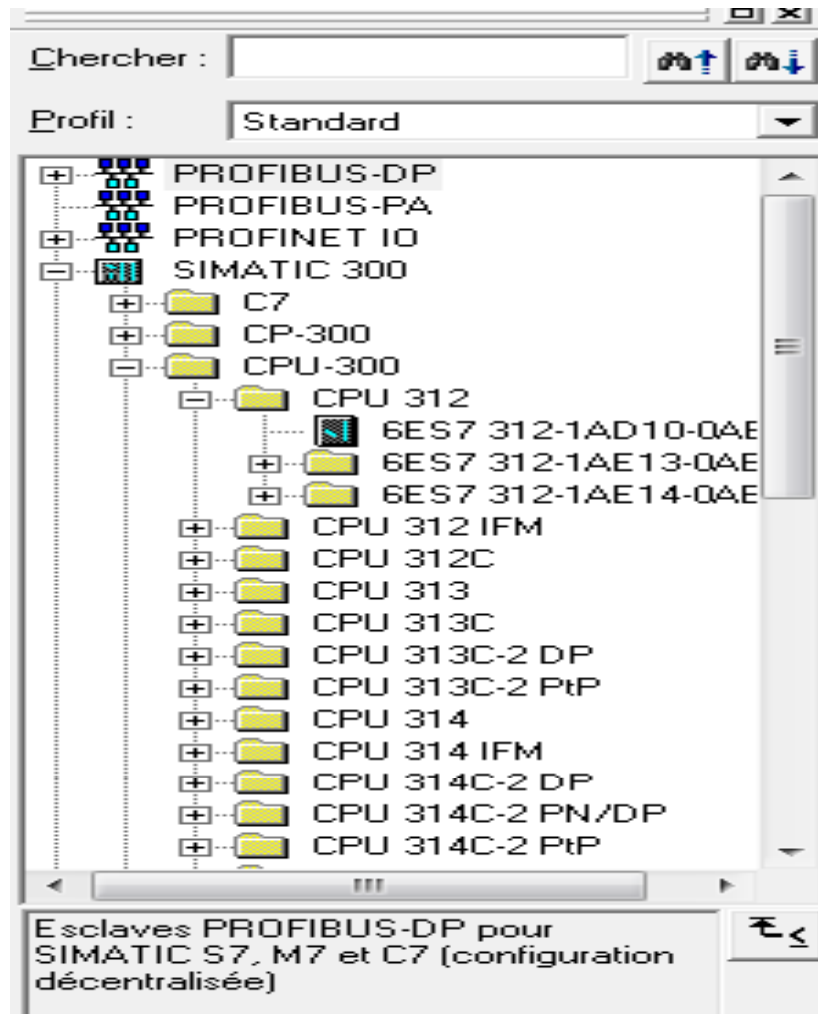 Chercher :
Profil : Standard
PROFIBUS-DP
PROFIBUS-PA
PROFINET IO
SIMATIC 300
C7
CP-300
CPU-300
CPU 312
6ES7 312-1AD10-0AB
6ES7 312-1AE13-0AB
6ES7 312-1AE14-0AB
CPU 312 IFM
CPU 312C
CPU 313
CPU 313C
CPU 313C-2 DP
CPU 313C-2 PtP
CPU 314
CPU 314 IFM
CPU 314C-2 DP
CPU 314C-2 PN/DP
CPU 314C-2 PtP
Esclaves PROFIBUS-DP pour
SIMATIC S7, M7 et C7 (configuration
décentralisée)